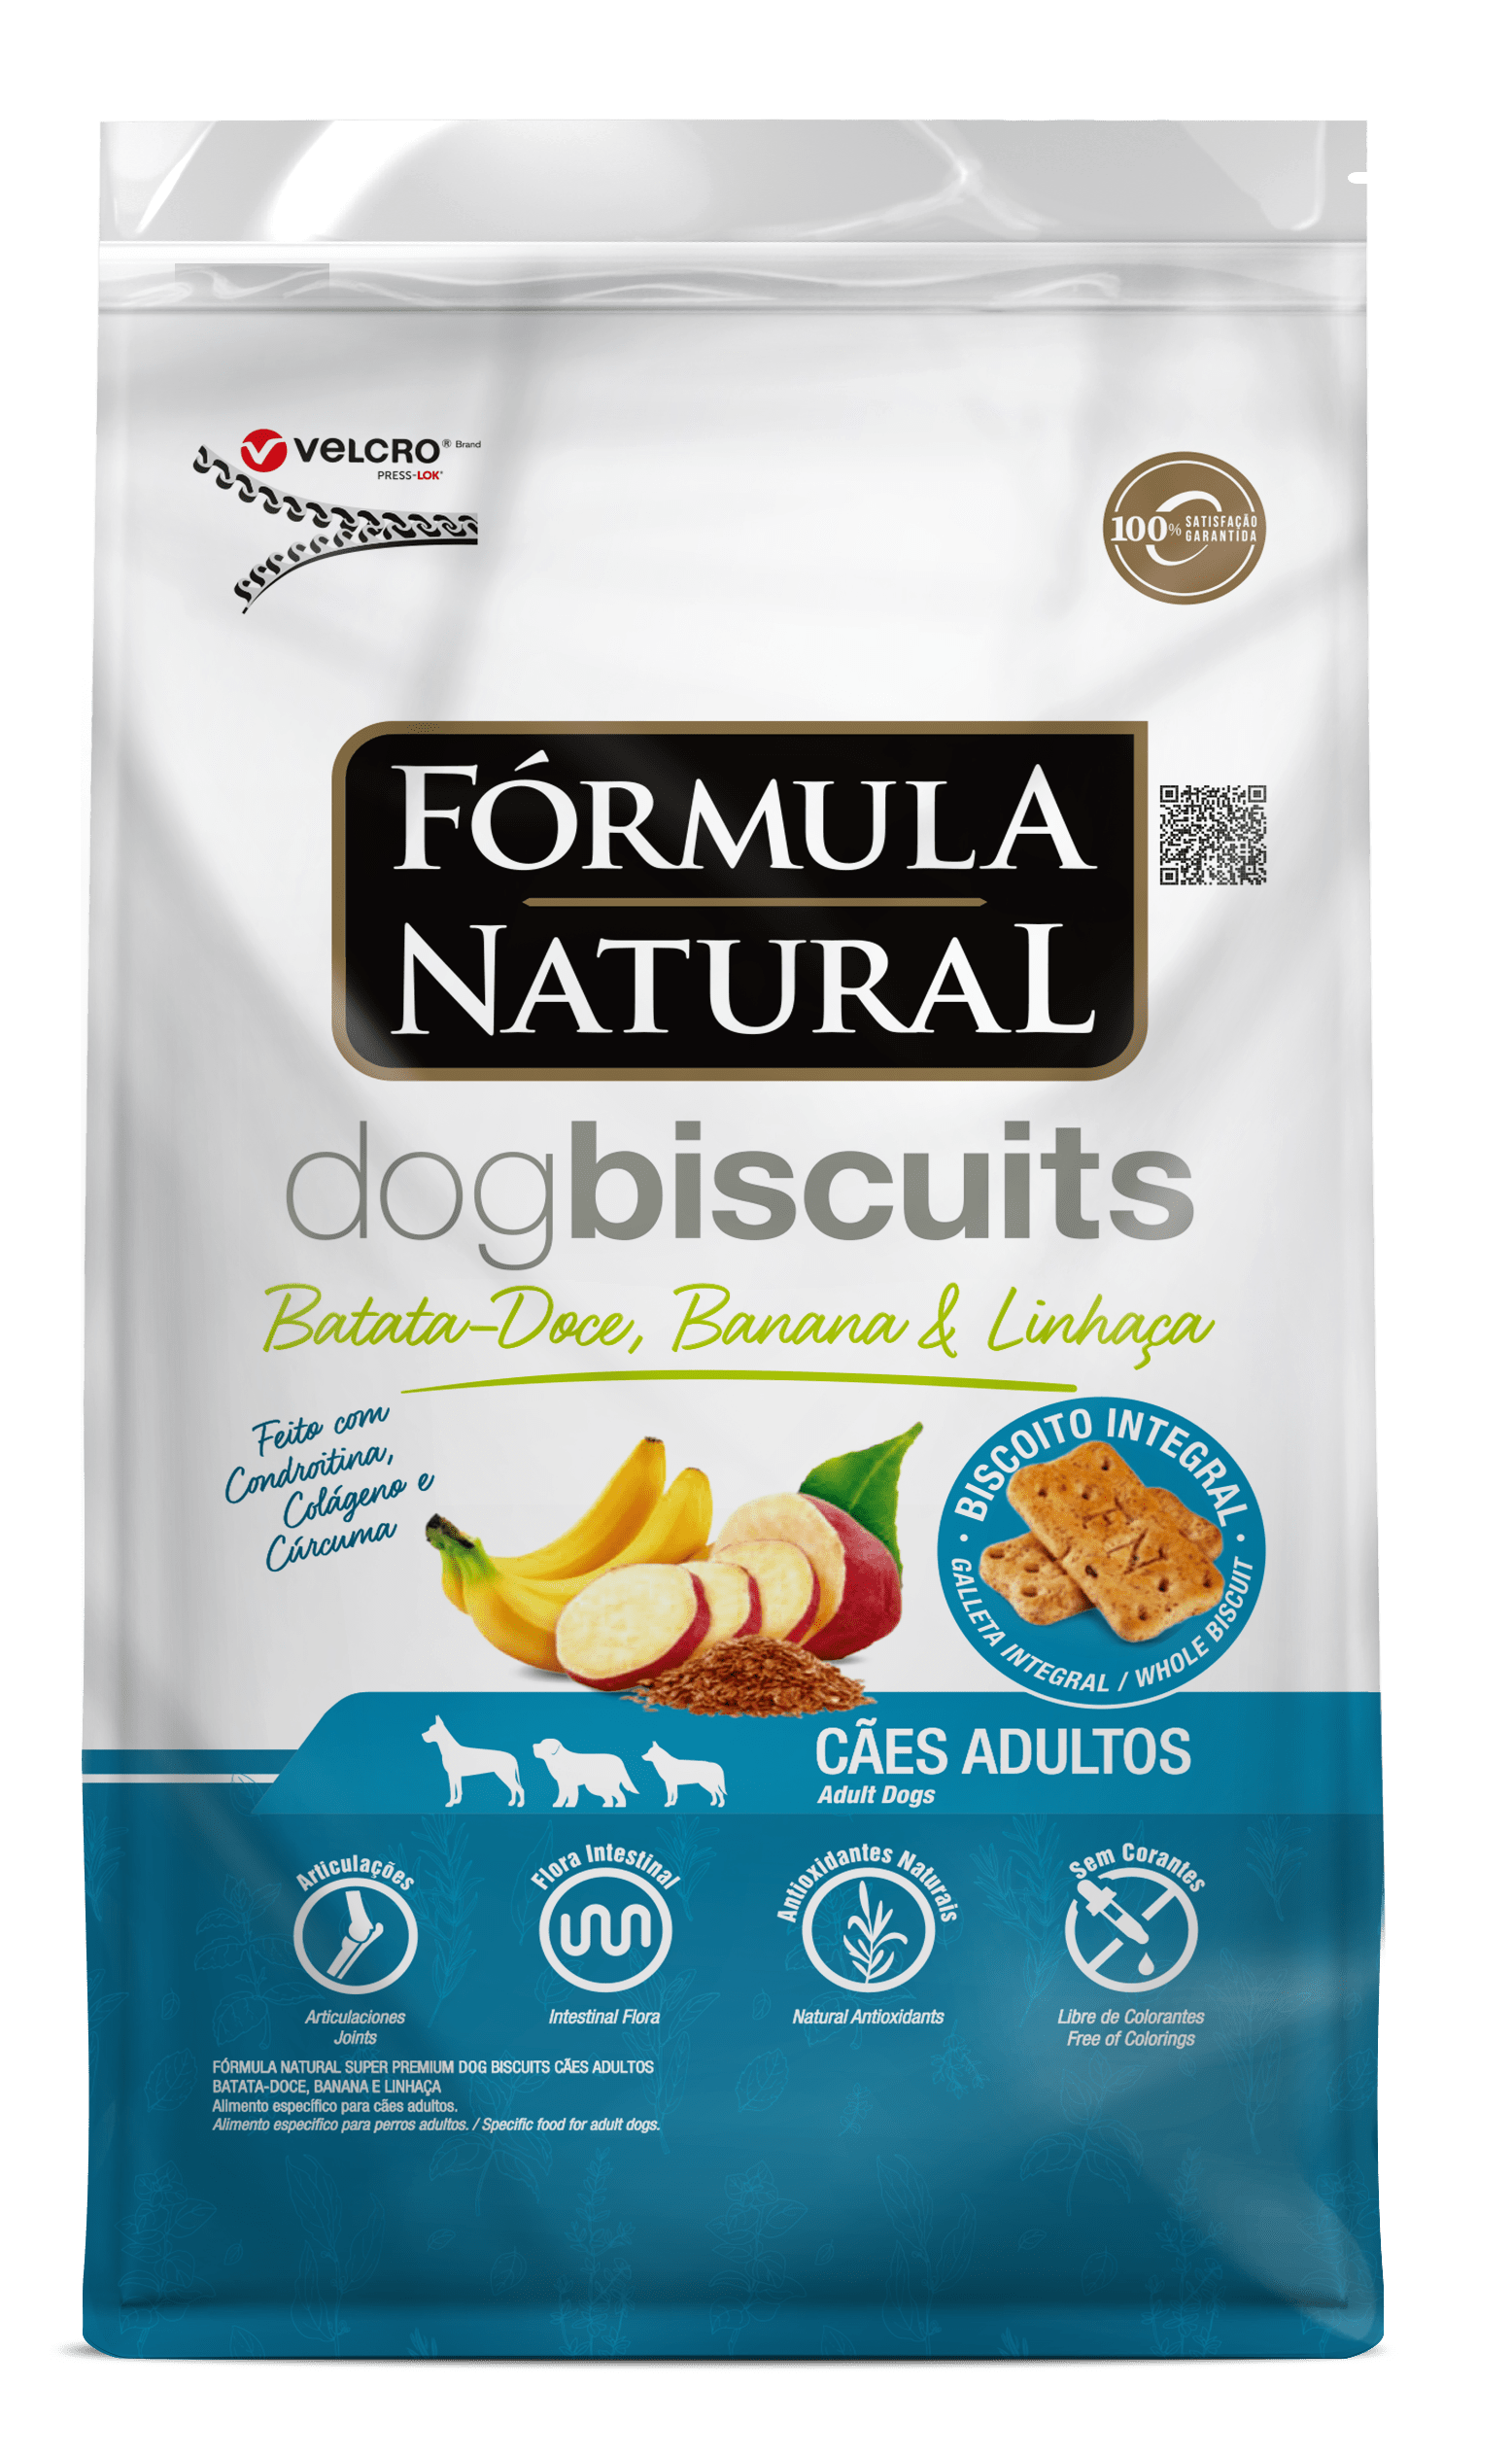 VELCRO® Brand
PRESS-LOK®
100% SATISFAÇÃO
GARANTIDA
FÓRMULA
NATURAL
dogbiscuits
Batata-Doce, Banana & Linhaça
Feito com
Condroitina,
Colágeno e
Cúrcuma
• BISCOITO INTEGRAL •
GALLETA INTEGRAL / WHOLE BISCUIT
CÃES ADULTOS
Adult Dogs
Articulações
Articulaciones
Joints
Flora Intestinal
Intestinal Flora
Antioxidantes Naturais
Natural Antioxidants
Sem Corantes
Libre de Colorantes
Free of Colorings
FÓRMULA NATURAL SUPER PREMIUM DOG BISCUITS CÃES ADULTOS
BATATA-DOCE, BANANA E LINHAÇA
Alimento específico para cães adultos.
Alimento especifico para perros adultos. / Specific food for adult dogs.